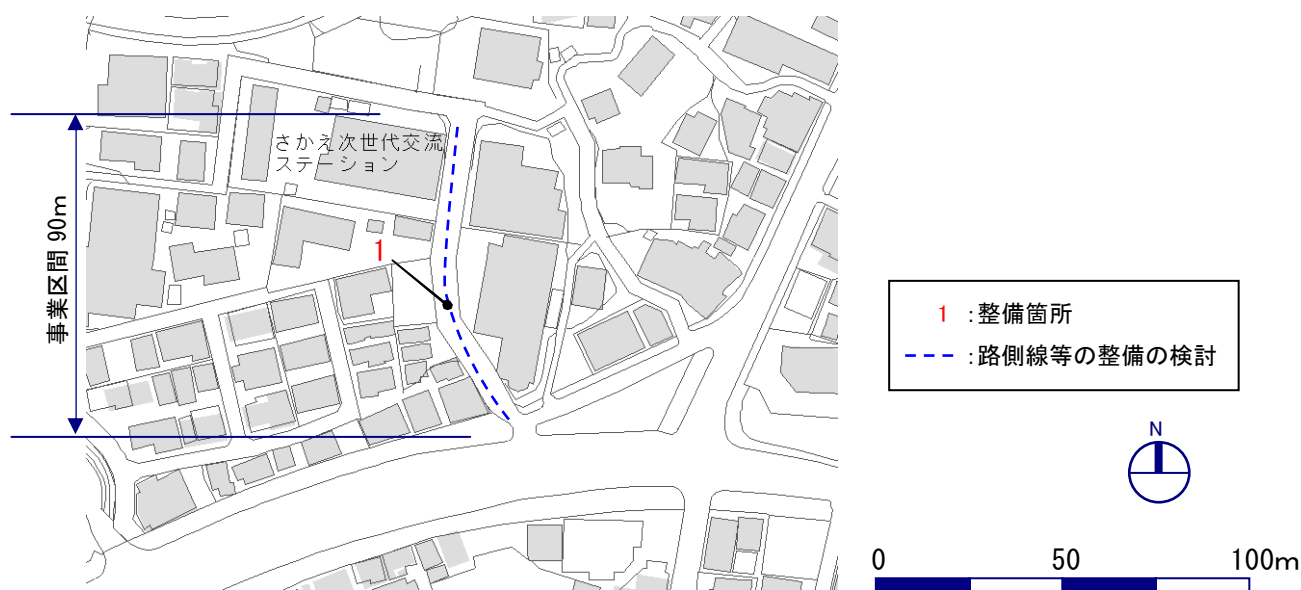 さかえ次世代交流
ステーション
事業区間 90m
1
1 :整備箇所
:路側線等の整備の検討
N
0 50 100m